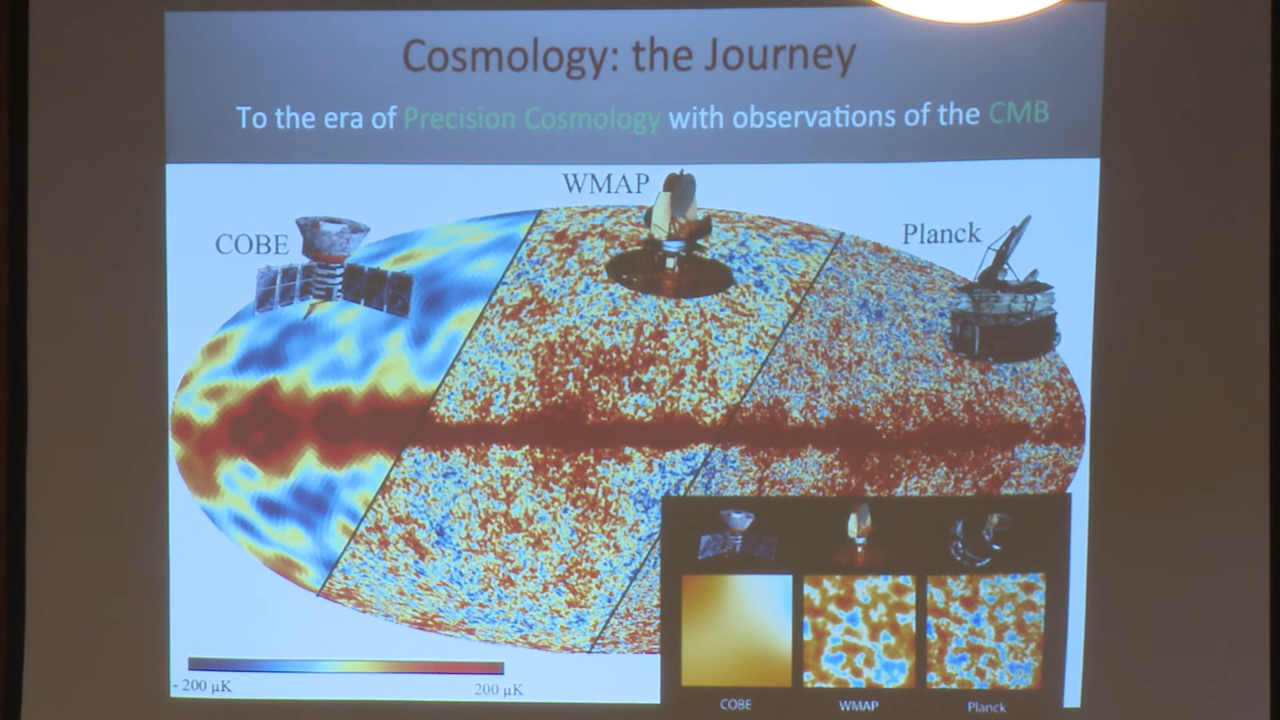 Cosmology: the Journey
To the era of Precision Cosmology with observations of the CMB
WMAP
COBE
Planck
- 200 µK
200 µK
COBE
WMAP
Planck